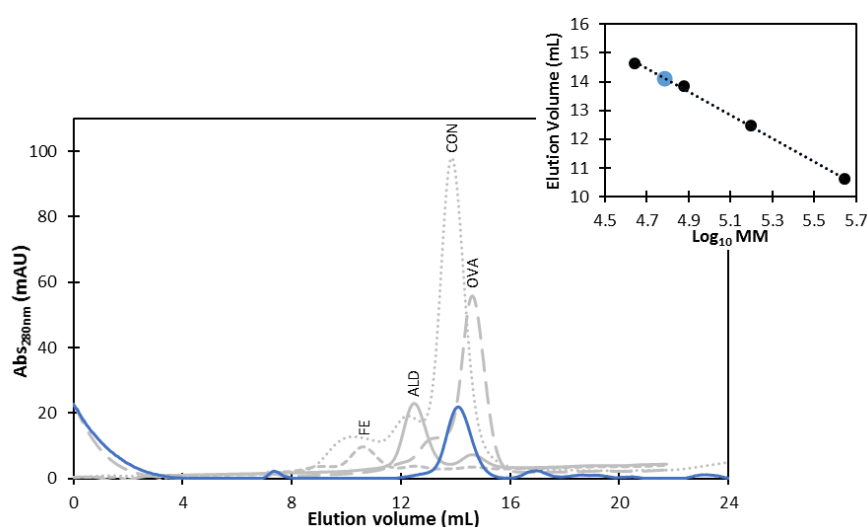 16
15
14
13
12
11
10
Elution Volume (mL)
4.5 4.7 4.9 5.1 5.3 5.5 5.7
Log₁₀ MM
100
80
60
40
20
0
Abs₂₈₀ₙₘ (mAU)
CON
OVA
ALD
FE
0 4 8 12 16 20 24
Elution volume (mL)